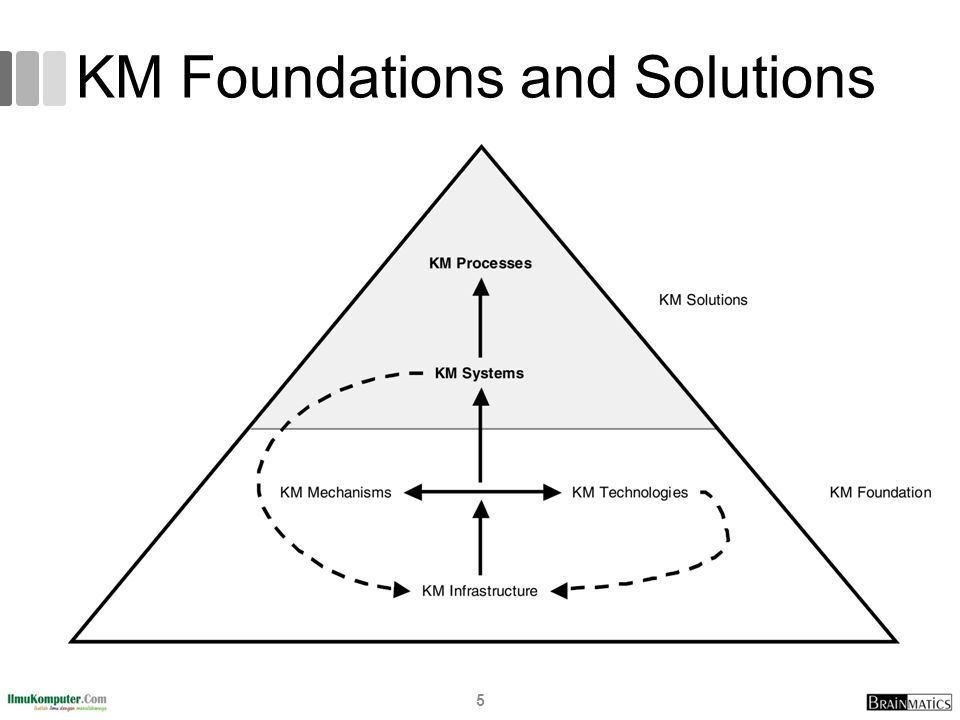 KM Foundations and Solutions
KM Processes
KM Solutions
KM Systems
KM Mechanisms
KM Technologies
KM Foundation
KM Infrastructure
IlmuKomputer.Com
5
BRAINMATICS